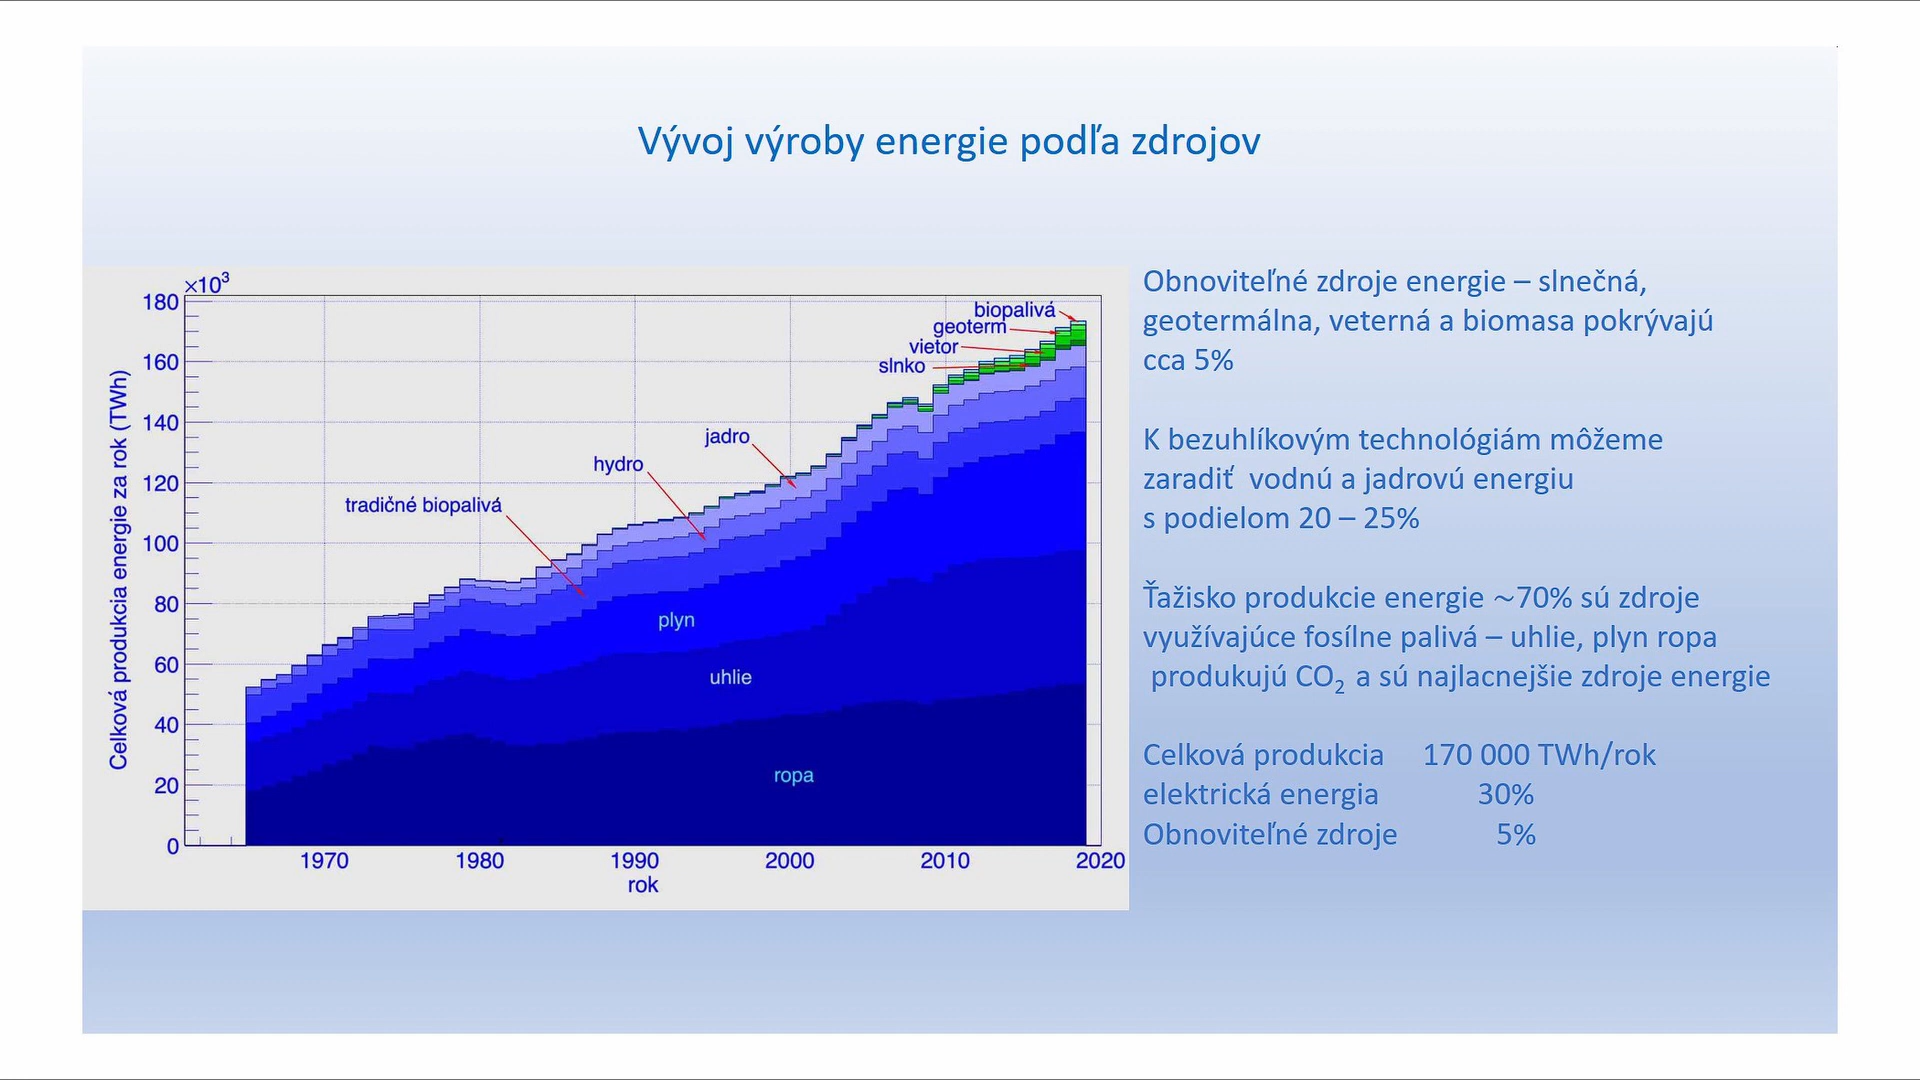 Vývoj výroby energie podľa zdrojov
×10³
180
160
140
120
100
80
60
40
20
0
Celková produkcia energie za rok (TWh)
biopalivá
geoterm
vietor
slnko
jadro
hydro
tradičné biopalivá
plyn
uhlie
ropa
1970 1980 1990 2000 2010 2020
rok
Obnoviteľné zdroje energie – slnečná,
geotermálna, veterná a biomasa pokrývajú
cca 5%
K bezuhlíkovým technológiám môžeme
zaradiť vodnú a jadrovú energiu
s podielom 20 – 25%
Ťažisko produkcie energie ~70% sú zdroje
využívajúce fosílne palivá – uhlie, plyn ropa
produkujú CO₂ a sú najlacnejšie zdroje energie
Celková produkcia 170 000 TWh/rok
elektrická energia 30%
Obnoviteľné zdroje 5%